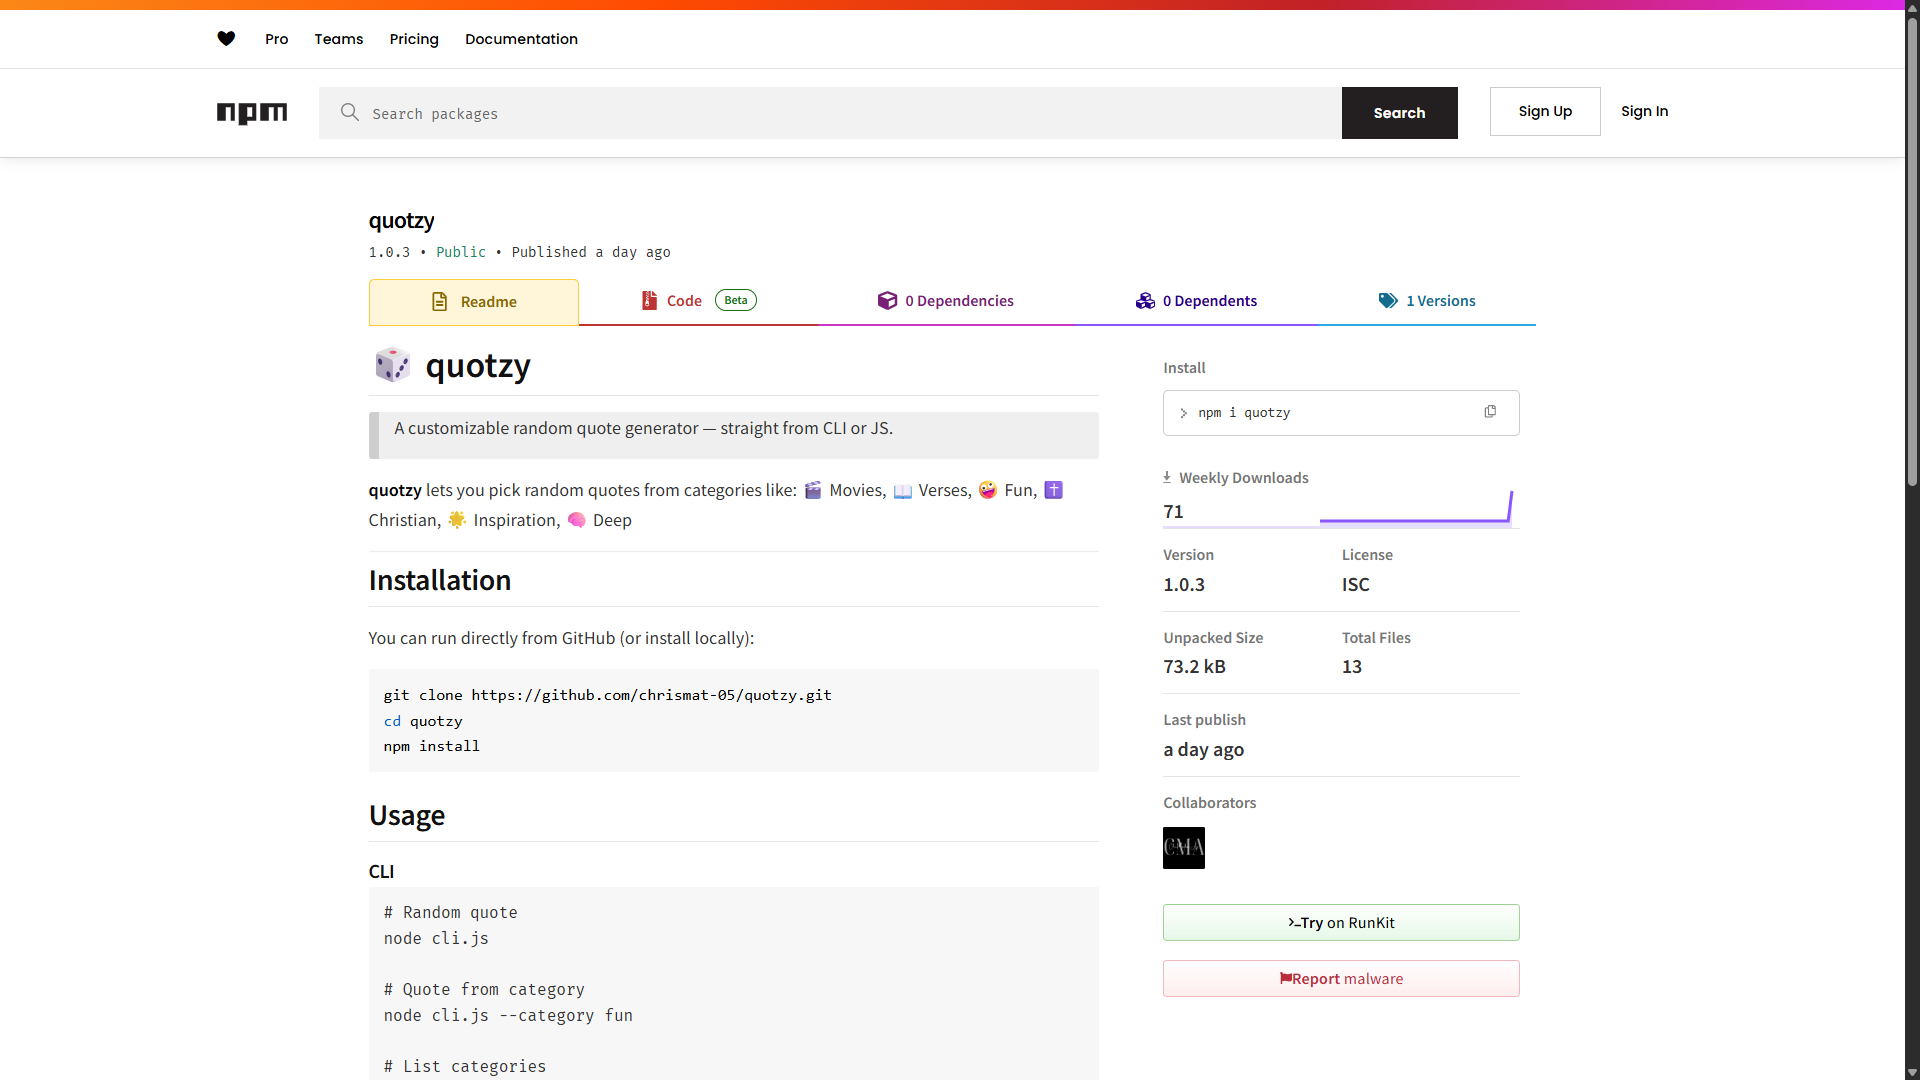 Pro Teams Pricing Documentation
npm Search packages Search Sign Up Sign In
quotzy
1.0.3 • Public • Published a day ago
Readme
Code Beta
0 Dependencies
0 Dependents
1 Versions
🎲 quotzy
A customizable random quote generator — straight from CLI or JS.
quotzy lets you pick random quotes from categories like: 🎬 Movies, 📖 Verses, 🤪 Fun, ✝️
Christian, 🌟 Inspiration, 🧠 Deep
Installation
You can run directly from GitHub (or install locally):
git clone https://github.com/chrismat-05/quotzy.git
cd quotzy
npm install
Usage
CLI
# Random quote
node cli.js
# Quote from category
node cli.js --category fun
# List categories
Install
npm i quotzy
Weekly Downloads
71
Version
1.0.3
License
ISC
Unpacked Size
73.2 kB
Total Files
13
Last publish
a day ago
Collaborators
CMA
>_Try on RunKit
Report malware